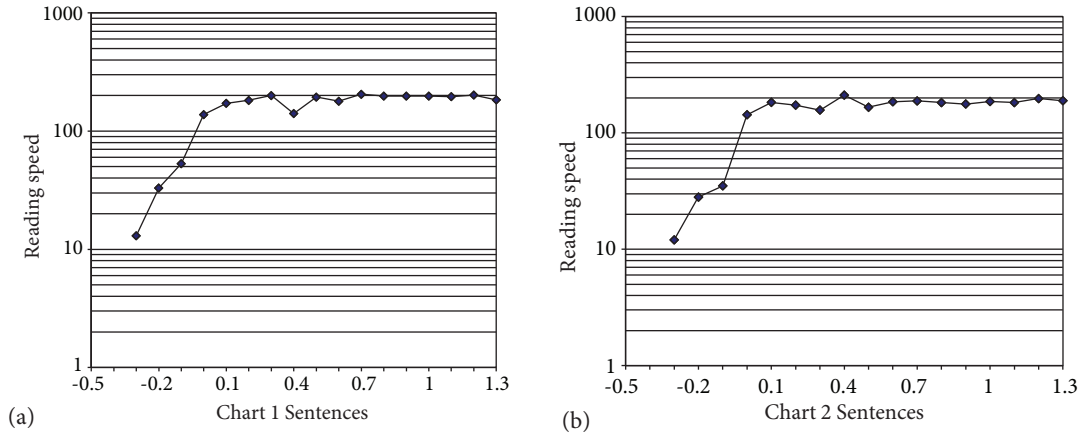 1000
100
10
1
Reading speed
-0.5 -0.2 0.1 0.4 0.7 1 1.3
Chart 1 Sentences
(a)
1000
100
10
1
Reading speed
-0.5 -0.2 0.1 0.4 0.7 1 1.3
Chart 2 Sentences
(b)